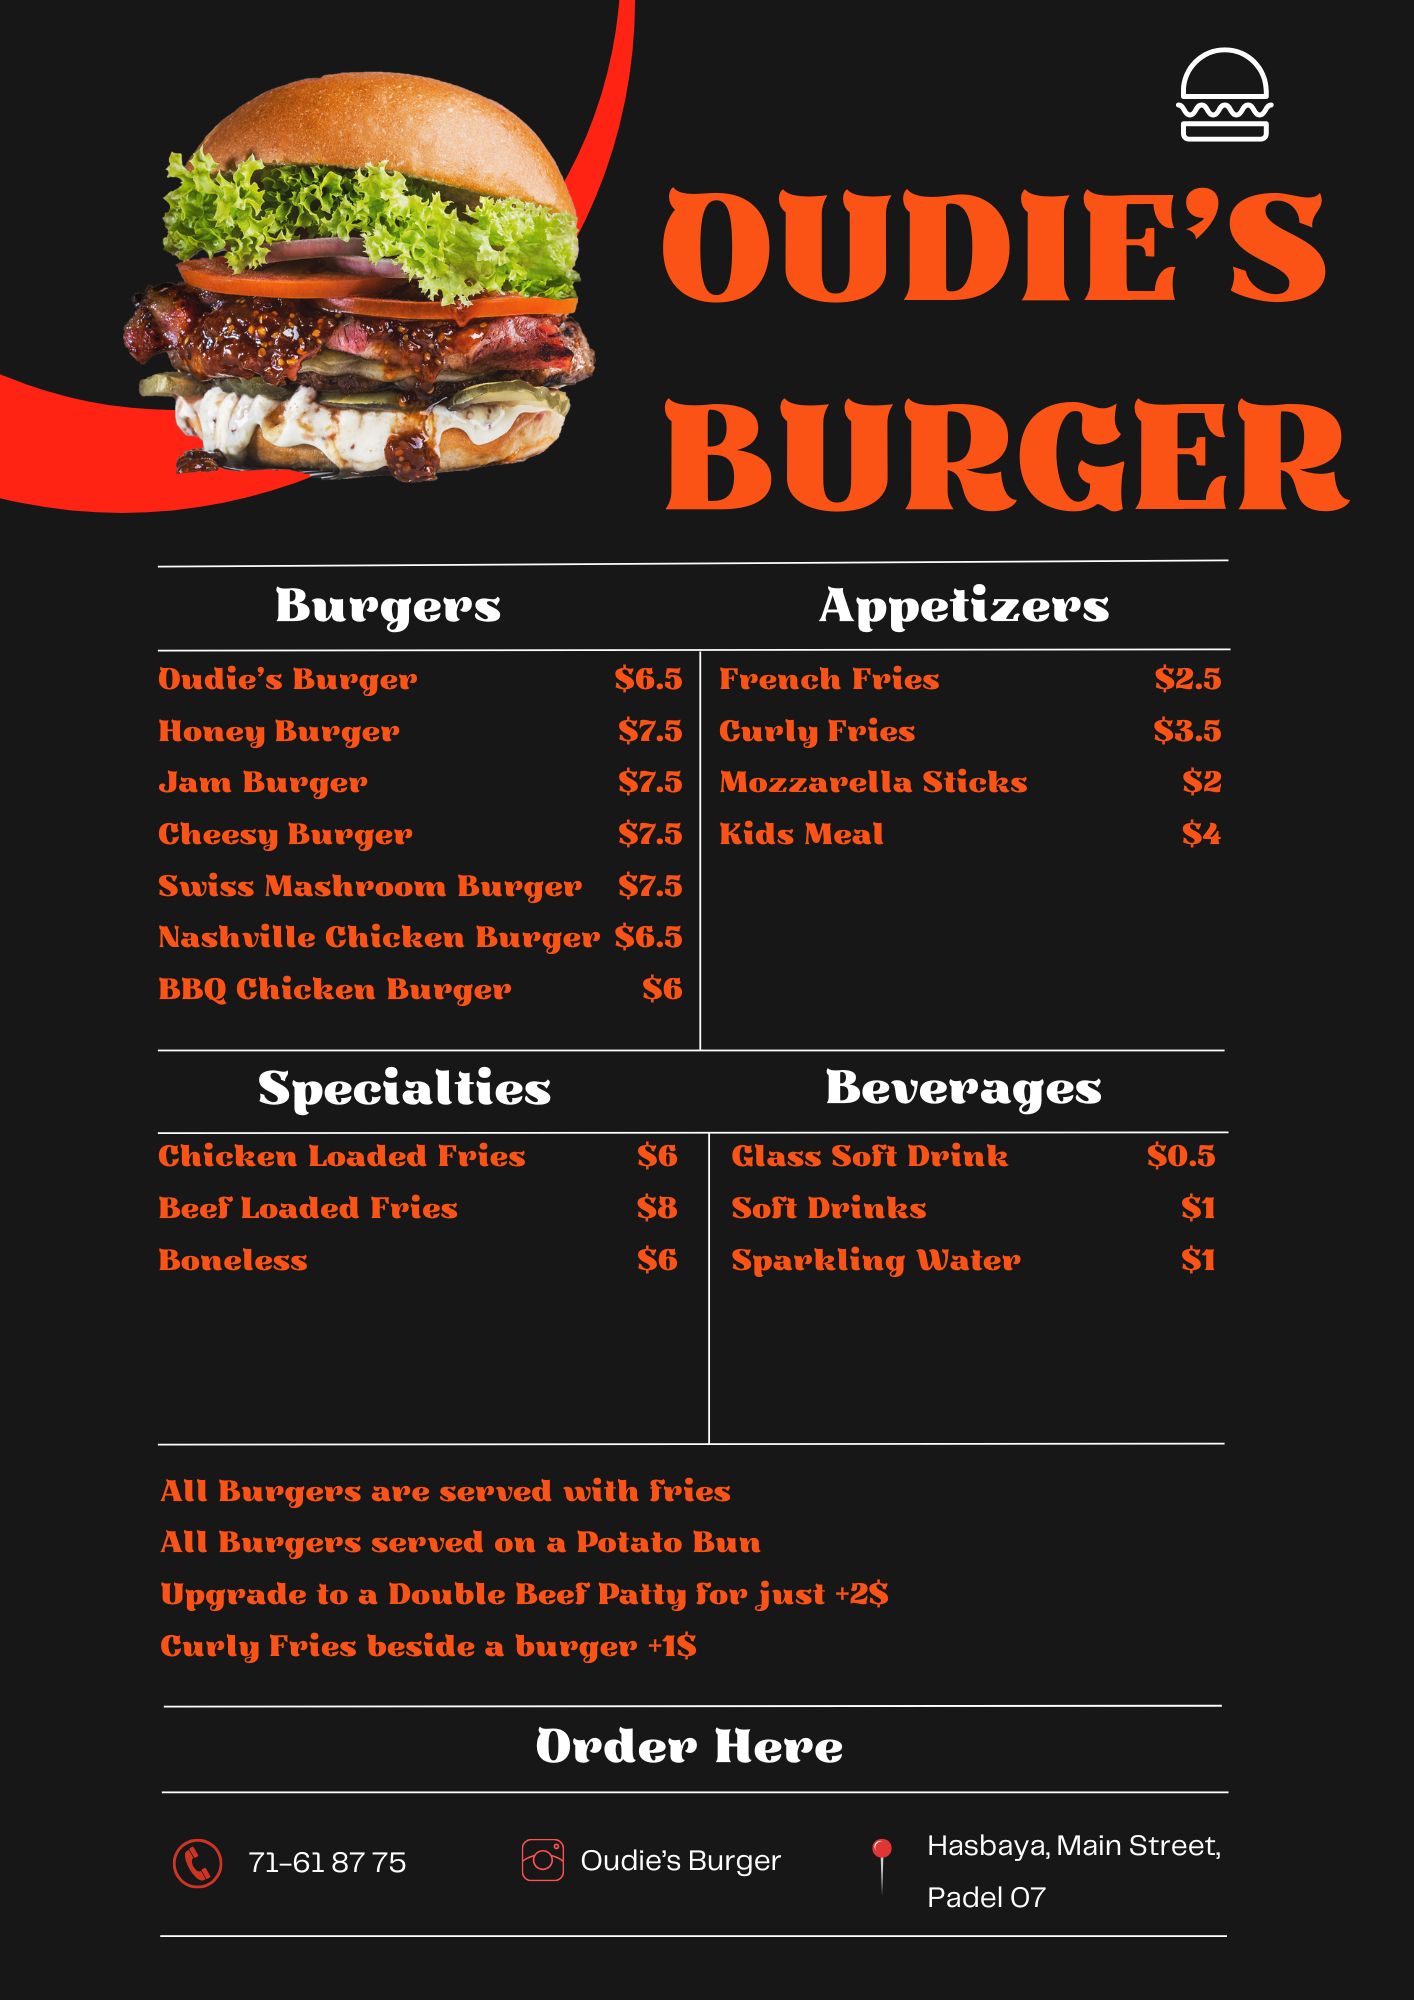 OUDIE'S
BURGER
Burgers
Oudie's Burger $6.5
Honey Burger $7.5
Jam Burger $7.5
Cheesy Burger $7.5
Swiss Mashroom Burger $7.5
Nashville Chicken Burger $6.5
BBQ Chicken Burger $6
Appetizers
French Fries $2.5
Curly Fries $3.5
Mozzarella Sticks $2
Kids Meal $4
Specialties
Chicken Loaded Fries $6
Beef Loaded Fries $8
Boneless $6
Beverages
Glass Soft Drink $0.5
Soft Drinks $1
Sparkling Water $1
All Burgers are served with fries
All Burgers served on a Potato Bun
Upgrade to a Double Beef Patty for just +2$
Curly Fries beside a burger +1$
Order Here
71-61 87 75
Oudie's Burger
Hasbaya, Main Street,
Padel 07